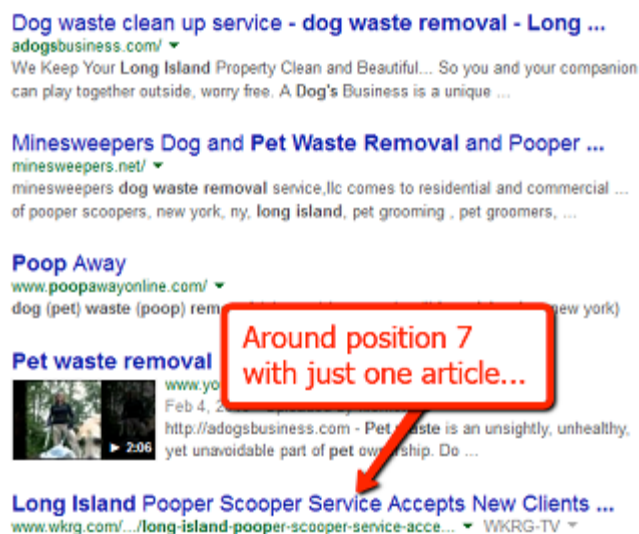 Dog waste clean up service - dog waste removal - Long ...
adogsbusiness.com/
We Keep Your Long Island Property Clean and Beautiful... So you and your companion
can play together outside, worry free. A Dog's Business is a unique ...
Minesweepers Dog and Pet Waste Removal and Pooper ...
minesweepers.net/
minesweepers dog waste removal service,llc comes to residential and commercial ...
of pooper scoopers, new york, ny, long island, pet grooming , pet groomers, ...
Poop Away
www.poopawayonline.com/
dog (pet) waste (poop) rem new york)
Around position 7
with just one article...
Pet waste removal
www.yo
Feb 4,
http://adogsbusiness.com - Pet waste is an unsightly, unhealthy,
2:06
yet unavoidable part of pet ownership. Do ...
Long Island Pooper Scooper Service Accepts New Clients ...
www.wkrg.com/.../long-island-pooper-scooper-service-acce... WKRG-TV